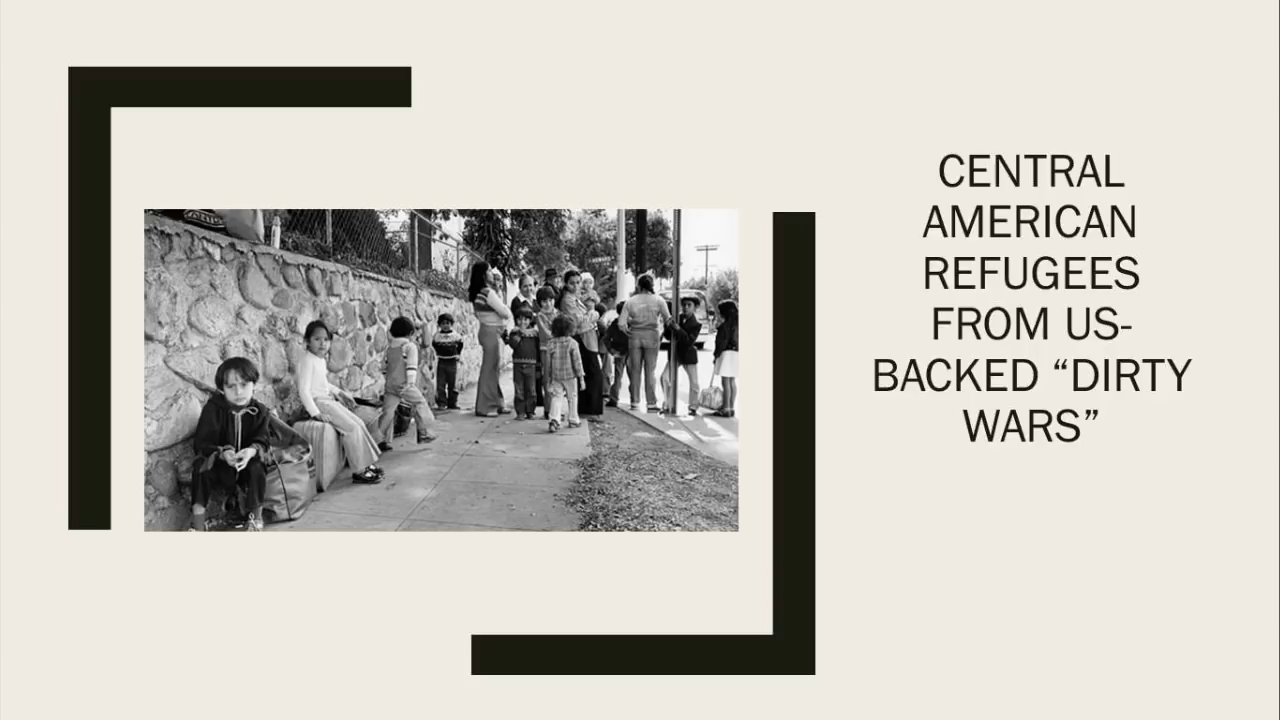 CENTRAL
AMERICAN
REFUGEES
FROM US-
BACKED “DIRTY
WARS”